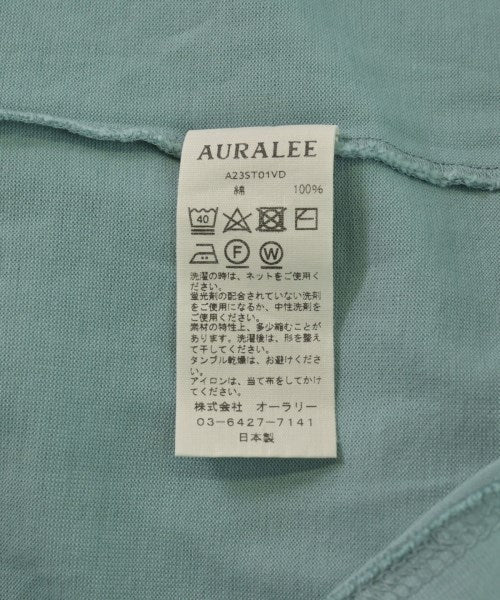 AURALEE
A23ST01VD
綿 100%
40
F W
洗濯の時は、ネットをご使用く
ださい。
蛍光剤の配合されていない洗剤
をご使用になるか、中性洗剤を
ご使用ください。
素材の特性上、多少縮むことが
あります。洗濯後は、形を整え
て干してください。
タンブル乾燥は、お避けくださ
い。
アイロンは、当て布をしてかけ
てください。
株式会社 オーラリー
03-6427-7141
日本製